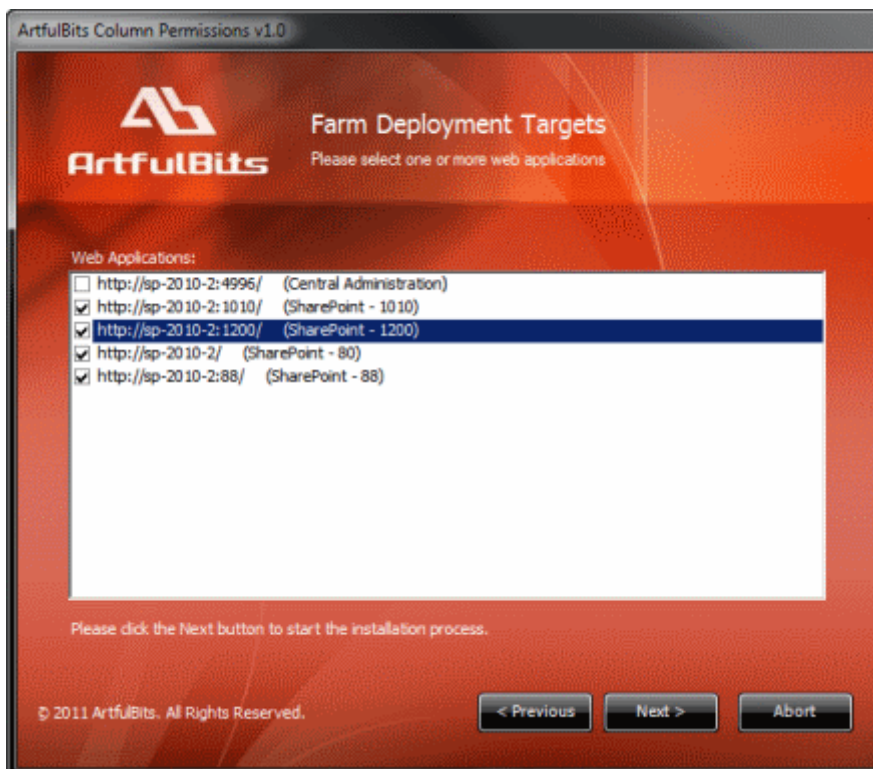 ArtfulBits Column Permissions v1.0
ArtfulBits
Farm Deployment Targets
Please select one or more web applications
Web Applications:
http://sp-2010-2:4996/ (Central Administration)
http://sp-2010-2:1010/ (SharePoint - 1010)
http://sp-2010-2:1200/ (SharePoint - 1200)
http://sp-2010-2/ (SharePoint - 80)
http://sp-2010-2:88/ (SharePoint - 88)
Please click the Next button to start the installation process.
© 2011 ArtfulBits. All Rights Reserved.
< Previous
Next >
Abort